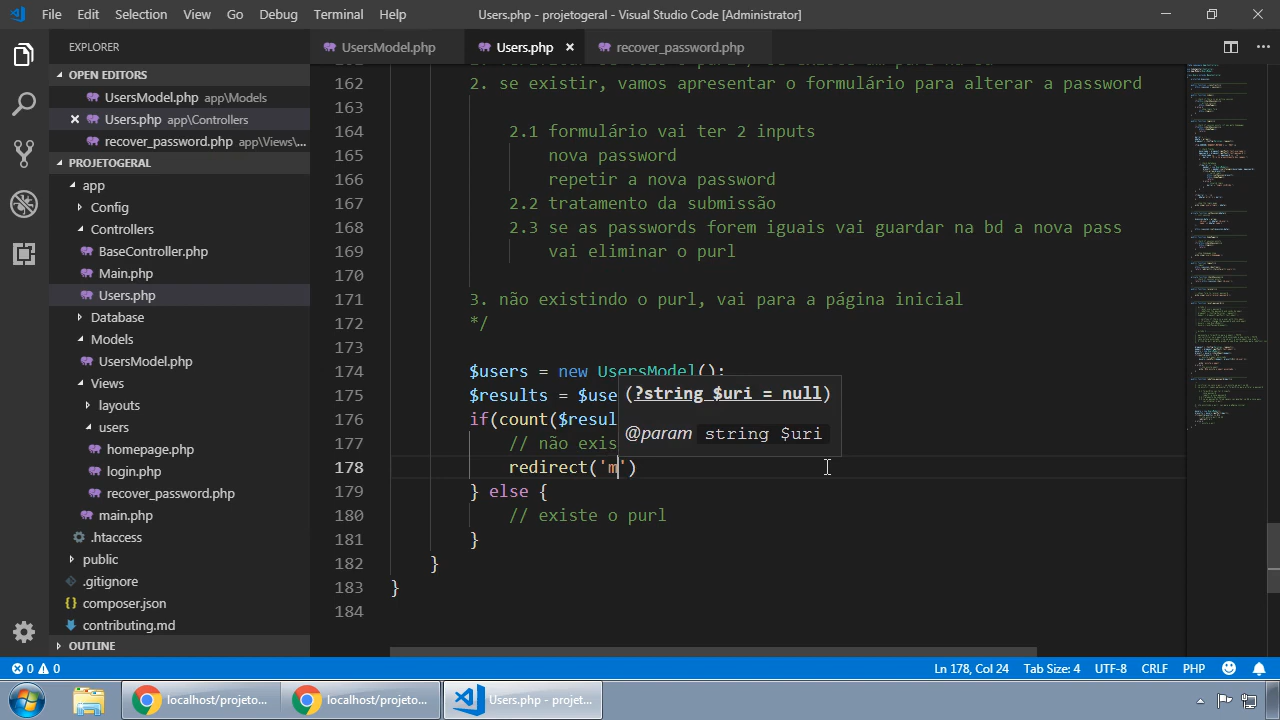 File Edit Selection View Go Debug Terminal Help
Users.php - projetogeral - Visual Studio Code [Administrator]
EXPLORER
UsersModel.php
Users.php
recover_password.php
OPEN EDITORS
UsersModel.php app\Models
Users.php app\Controllers
recover_password.php app\Views\...
PROJETOGERAL
app
Config
Controllers
BaseController.php
Main.php
Users.php
Database
Models
UsersModel.php
Views
layouts
users
homepage.php
login.php
recover_password.php
main.php
.htaccess
public
.gitignore
composer.json
contributing.md
OUTLINE
162 2. se existir, vamos apresentar o formulário para alterar a password
163
164 2.1 formulário vai ter 2 inputs
165 nova password
166 repetir a nova password
167 2.2 tratamento da submissão
168 2.3 se as passwords forem iguais vai guardar na bd a nova pass
169 vai eliminar o purl
170
171 3. não existindo o purl, vai para a página inicial
172 */
173
174 $users = new UsersModel();
175 $results = $use
(?string $uri = null)
176 if(count($resul
@param string $uri
177 // não exis
178 redirect('m')
179 } else {
180 // existe o purl
181 }
182 }
183 }
184
0 0
Ln 178, Col 24 Tab Size: 4 UTF-8 CRLF PHP
localhost/projeto...
localhost/projeto...
Users.php - projet...